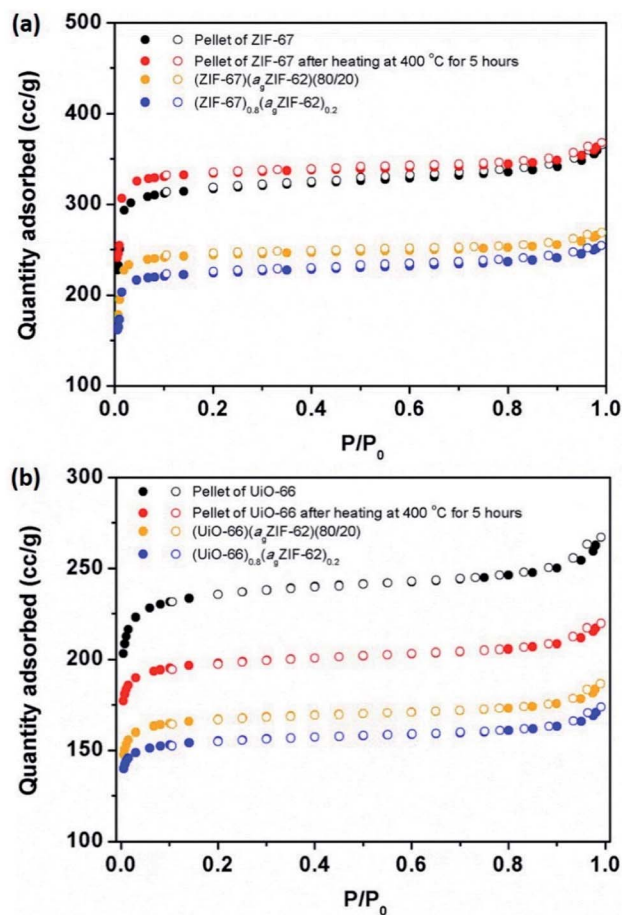 (a)
500
400
300
200
100
Quantity adsorbed (cc/g)
Pellet of ZIF-67
Pellet of ZIF-67 after heating at 400 °C for 5 hours
(ZIF-67)(agZIF-62)(80/20)
(ZIF-67)0.8(agZIF-62)0.2
0.0 0.2 0.4 0.6 0.8 1.0
P/P0
(b)
300
250
200
150
100
Quantity adsorbed (cc/g)
Pellet of UiO-66
Pellet of UiO-66 after heating at 400 °C for 5 hours
(UiO-66)(agZIF-62)(80/20)
(UiO-66)0.8(agZIF-62)0.2
0.0 0.2 0.4 0.6 0.8 1.0
P/P0